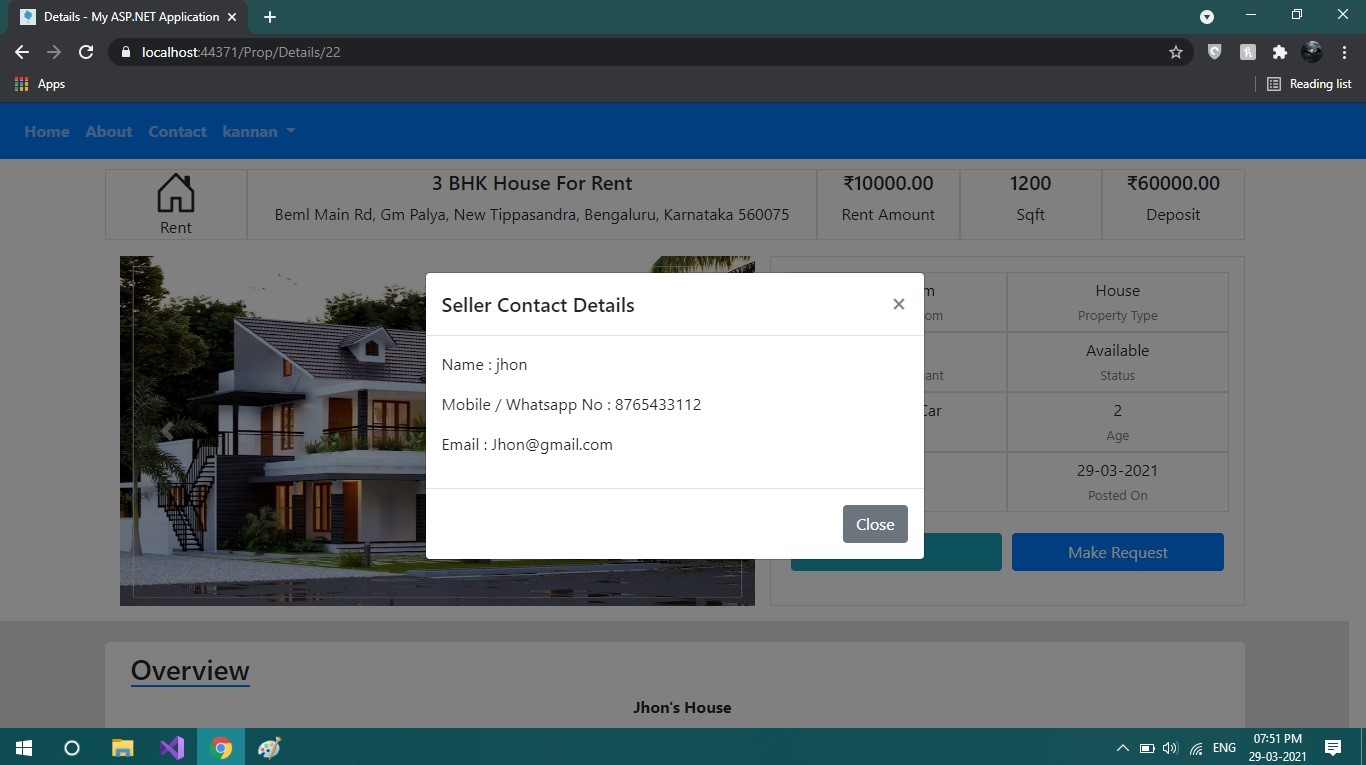 Details - My ASP.NET Application
localhost:44371/Prop/Details/22
Apps
Reading list
Home About Contact kannan
Rent
3 BHK House For Rent
Beml Main Rd, Gm Palya, New Tippasandra, Bengaluru, Karnataka 560075
₹10000.00
Rent Amount
1200
Sqft
₹60000.00
Deposit
Seller Contact Details
Name : jhon
Mobile / Whatsapp No : 8765433112
Email : Jhon@gmail.com
Close
House
Property Type
Available
Status
Car
2
Age
29-03-2021
Posted On
Make Request
Overview
Jhon's House
ENG
07:51 PM
29-03-2021